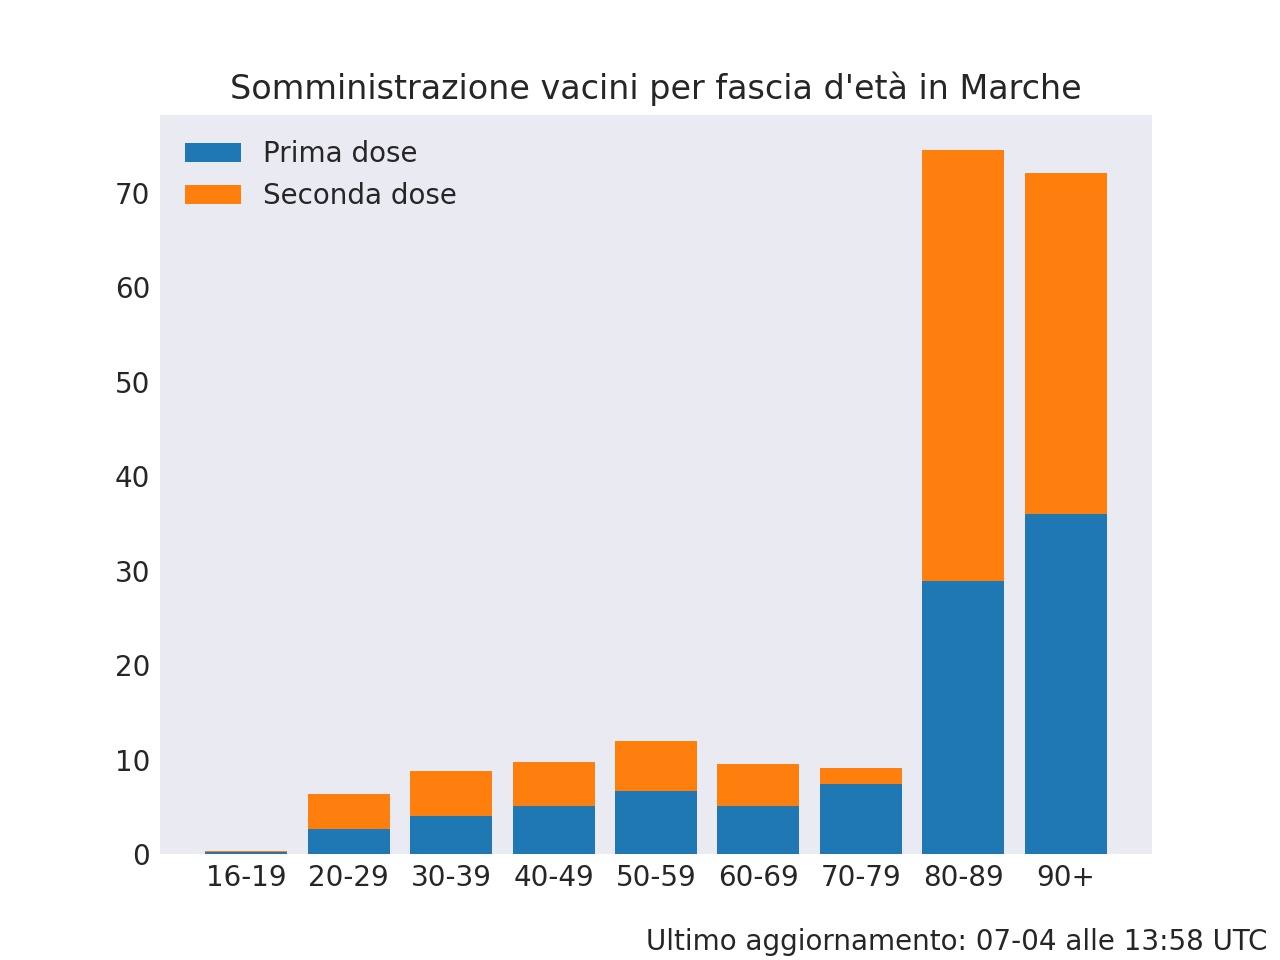 Somministrazione vacini per fascia d'età in Marche
Prima dose
Seconda dose
70
60
50
40
30
20
10
0
16-19 20-29 30-39 40-49 50-59 60-69 70-79 80-89 90+
Ultimo aggiornamento: 07-04 alle 13:58 UTC